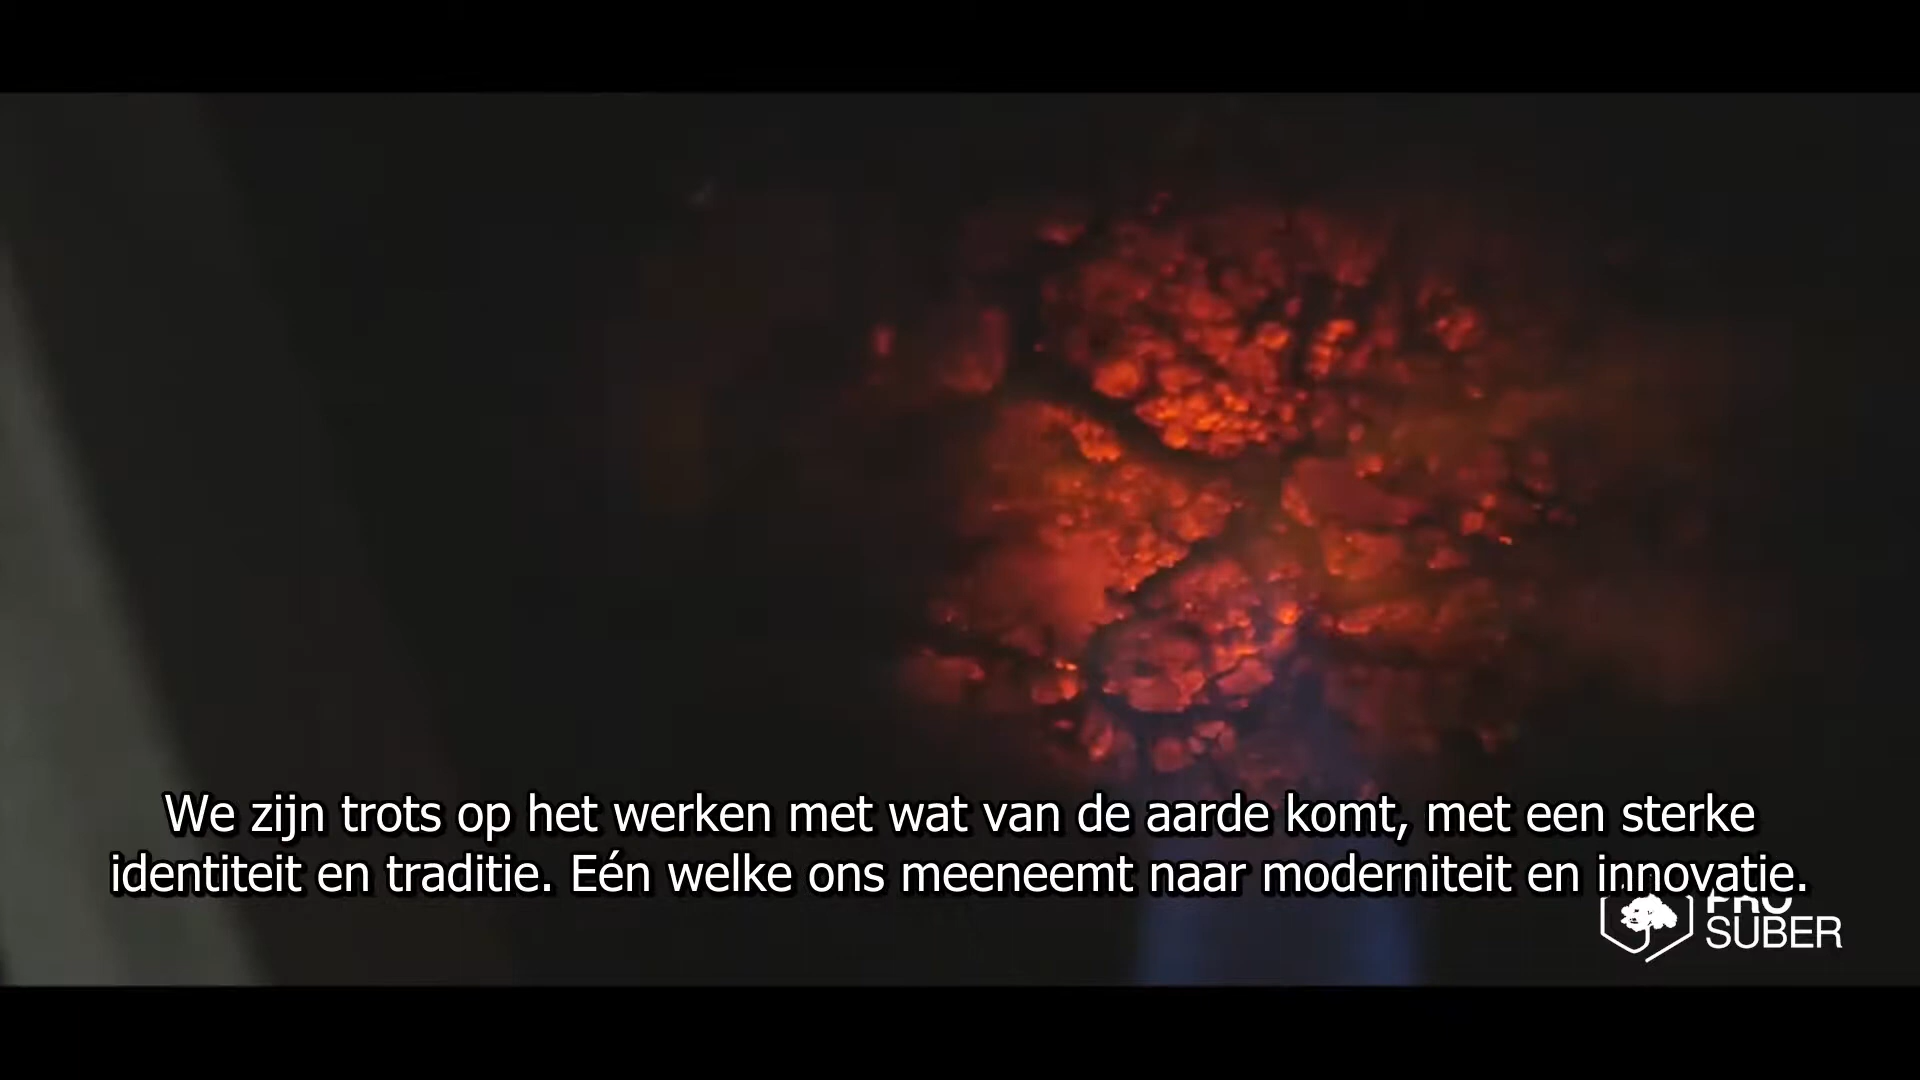 We zijn trots op het werken met wat van de aarde komt, met een sterke
identiteit en traditie. Eén welke ons meeneemt naar moderniteit en innovatie.
PRO
SUBER